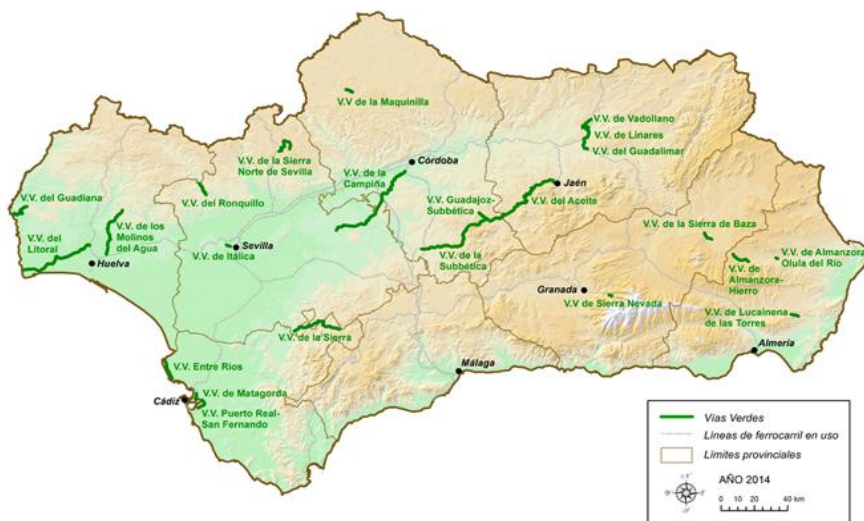 V.V de la Maquinilla
V.V. de Vadollano
V.V. de Linares
V.V. del Guadalimar
V.V. de la Sierra
Norte de Sevilla
V.V. de la
Campiña
Córdoba
V.V. del Ronquillo
V.V. Guadajoz-
Subbética
Jaén
V.V. del Aceite
V.V. del Guadiana
V.V. de los
Molinos
del Agua
V.V. del
Litoral
Huelva
V.V. de Itálica
Sevilla
V.V. de la
Subbética
V.V. de la Sierra de Baza
V.V. de Almanzora-
Olula del Río
V.V. de
Almanzora-
Hierro
Granada
V.V de Sierra Nevada
V.V. de Lucainena
de las Torres
V.V. de la Sierra
Almería
V.V. Entre Ríos
Málaga
V.V. de Matagorda
Cádiz
V.V. Puerto Real-
San Fernando
Vías Verdes
Líneas de ferrocarril en uso
Límites provinciales
AÑO 2014
0 10 20 40 km